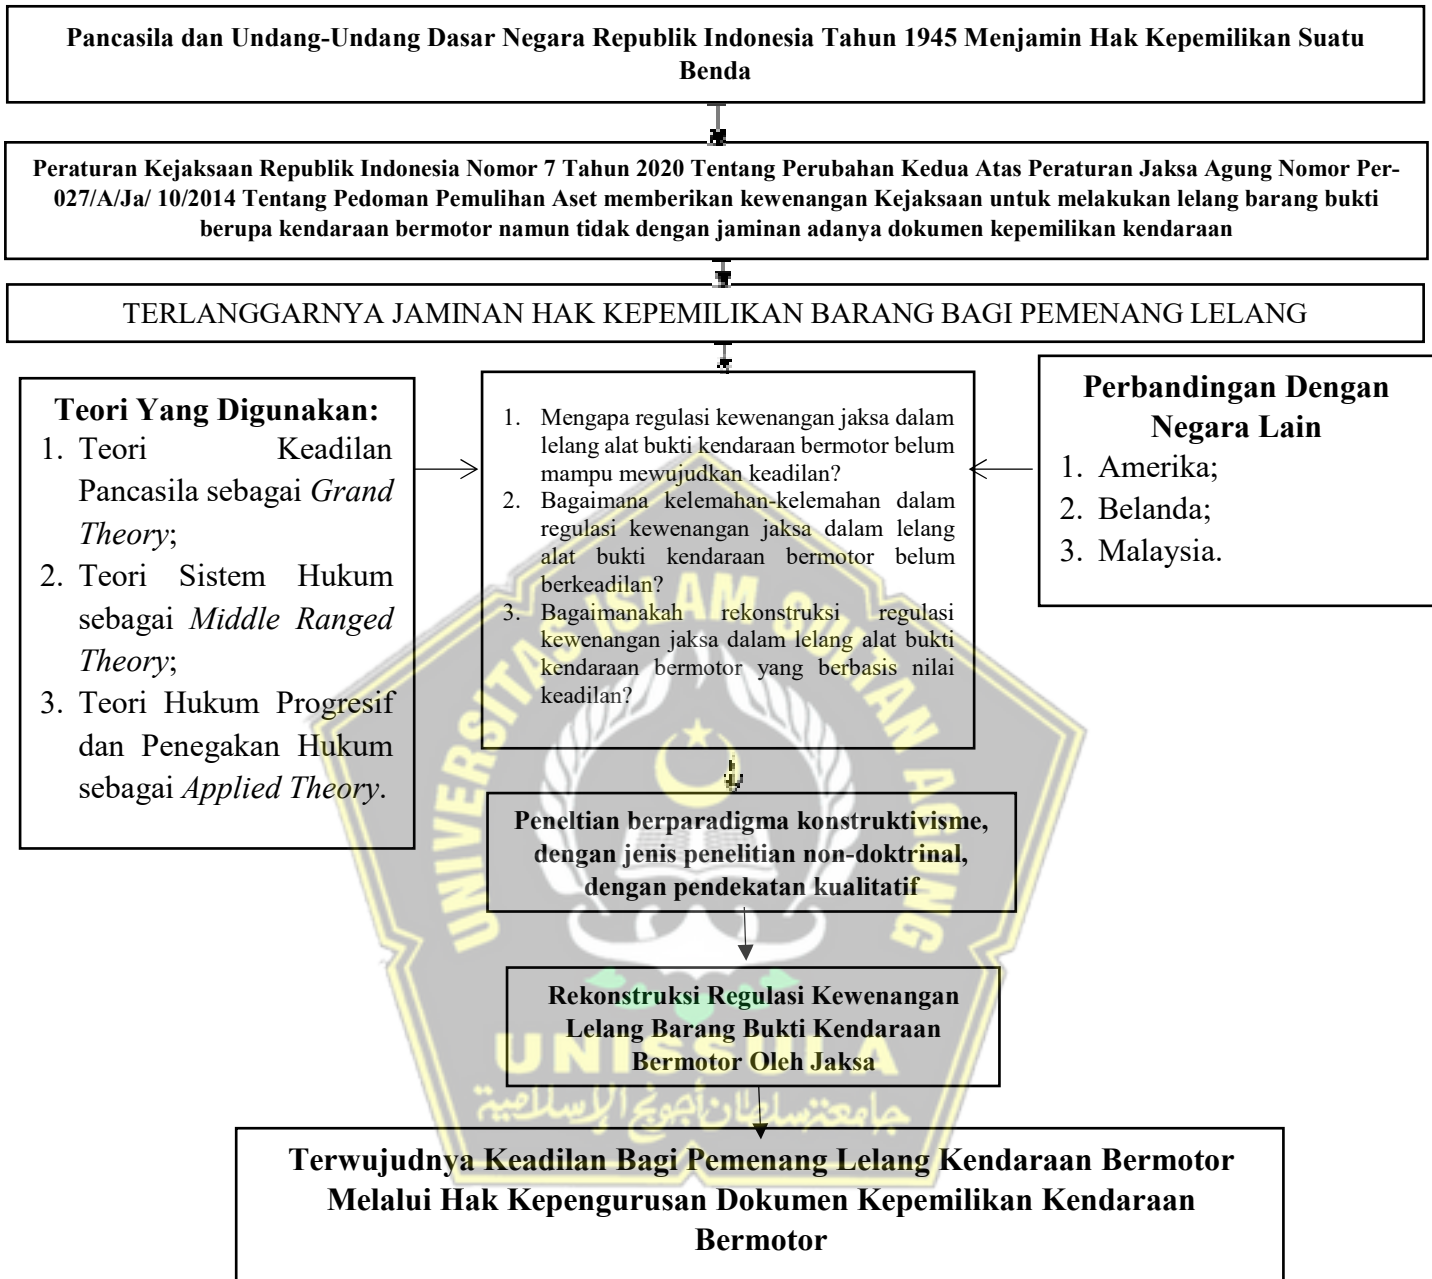 Pancasila dan Undang-Undang Dasar Negara Republik Indonesia Tahun 1945 Menjamin Hak Kepemilikan Suatu
Benda
Peraturan Kejaksaan Republik Indonesia Nomor 7 Tahun 2020 Tentang Perubahan Kedua Atas Peraturan Jaksa Agung Nomor Per-
027/A/Ja/ 10/2014 Tentang Pedoman Pemulihan Aset memberikan kewenangan Kejaksaan untuk melakukan lelang barang bukti
berupa kendaraan bermotor namun tidak dengan jaminan adanya dokumen kepemilikan kendaraan
TERLANGGARNYA JAMINAN HAK KEPEMILIKAN BARANG BAGI PEMENANG LELANG
Teori Yang Digunakan:
1. Teori Keadilan
Pancasila sebagai Grand
Theory;
2. Teori Sistem Hukum
sebagai Middle Ranged
Theory;
3. Teori Hukum Progresif
dan Penegakan Hukum
sebagai Applied Theory.
1. Mengapa regulasi kewenangan jaksa dalam
lelang alat bukti kendaraan bermotor belum
mampu mewujudkan keadilan?
2. Bagaimana kelemahan-kelemahan dalam
regulasi kewenangan jaksa dalam lelang
alat bukti kendaraan bermotor belum
berkeadilan?
3. Bagaimanakah rekonstruksi regulasi
kewenangan jaksa dalam lelang alat bukti
kendaraan bermotor yang berbasis nilai
keadilan?
Perbandingan Dengan
Negara Lain
1. Amerika;
2. Belanda;
3. Malaysia.
Peneltian berparadigma konstruktivisme,
dengan jenis penelitian non-doktrinal,
dengan pendekatan kualitatif
Rekonstruksi Regulasi Kewenangan
Lelang Barang Bukti Kendaraan
Bermotor Oleh Jaksa
Terwujudnya Keadilan Bagi Pemenang Lelang Kendaraan Bermotor
Melalui Hak Kepengurusan Dokumen Kepemilikan Kendaraan
Bermotor
UNIVERSITAS ISLAM SULTAN AGUNG
UNISSULA
جامعة سلطان أجونج الإسلامية